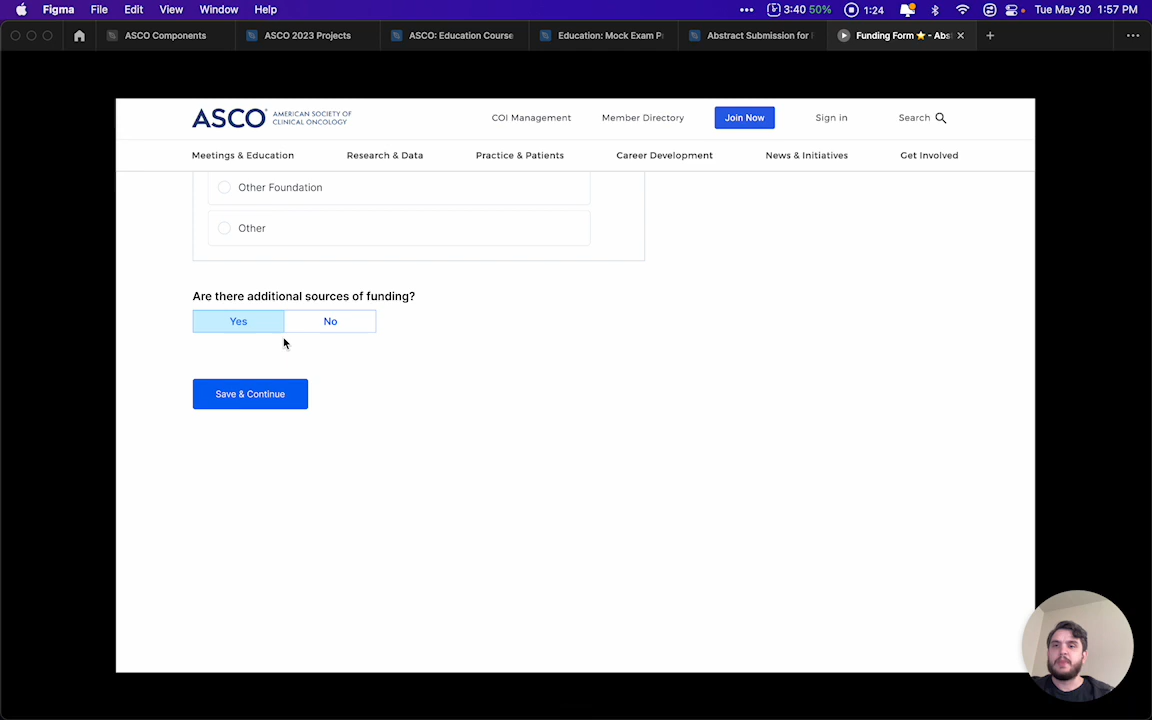 Figma File Edit View Window Help ••• 3:40 50% 1:24 Tue May 30 1:57 PM
ASCO Components ASCO 2023 Projects ASCO: Education Course Education: Mock Exam P Abstract Submission for Funding Form ⭐ - Abs
ASCO® AMERICAN SOCIETY OF
CLINICAL ONCOLOGY
COI Management Member Directory Join Now Sign in Search
Meetings & Education Research & Data Practice & Patients Career Development News & Initiatives Get Involved
Other Foundation
Other
Are there additional sources of funding?
Yes No
Save & Continue